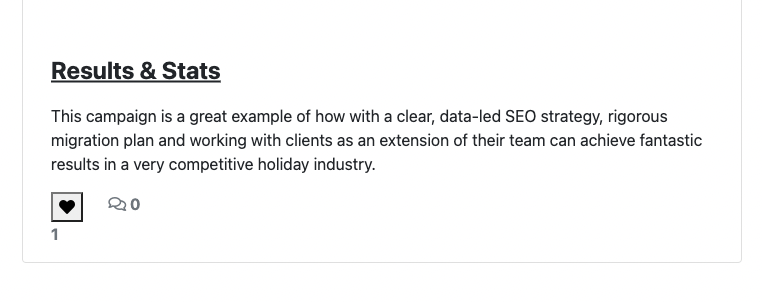 Results & Stats
This campaign is a great example of how with a clear, data-led SEO strategy, rigorous
migration plan and working with clients as an extension of their team can achieve fantastic
results in a very competitive holiday industry.
0
1